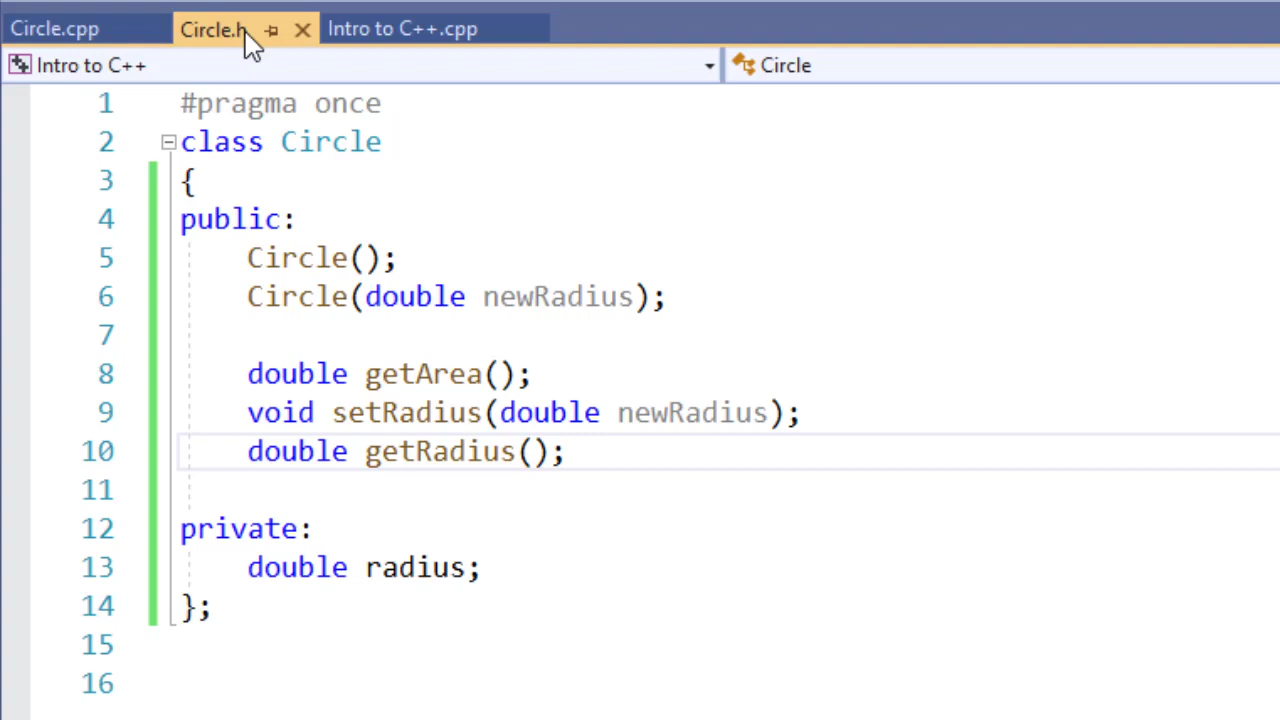 Circle.cpp Circle.h Intro to C++.cpp
Intro to C++ Circle
1 #pragma once
2 class Circle
3 {
4 public:
5     Circle();
6     Circle(double newRadius);
7
8     double getArea();
9     void setRadius(double newRadius);
10     double getRadius();
11
12 private:
13     double radius;
14 };
15
16